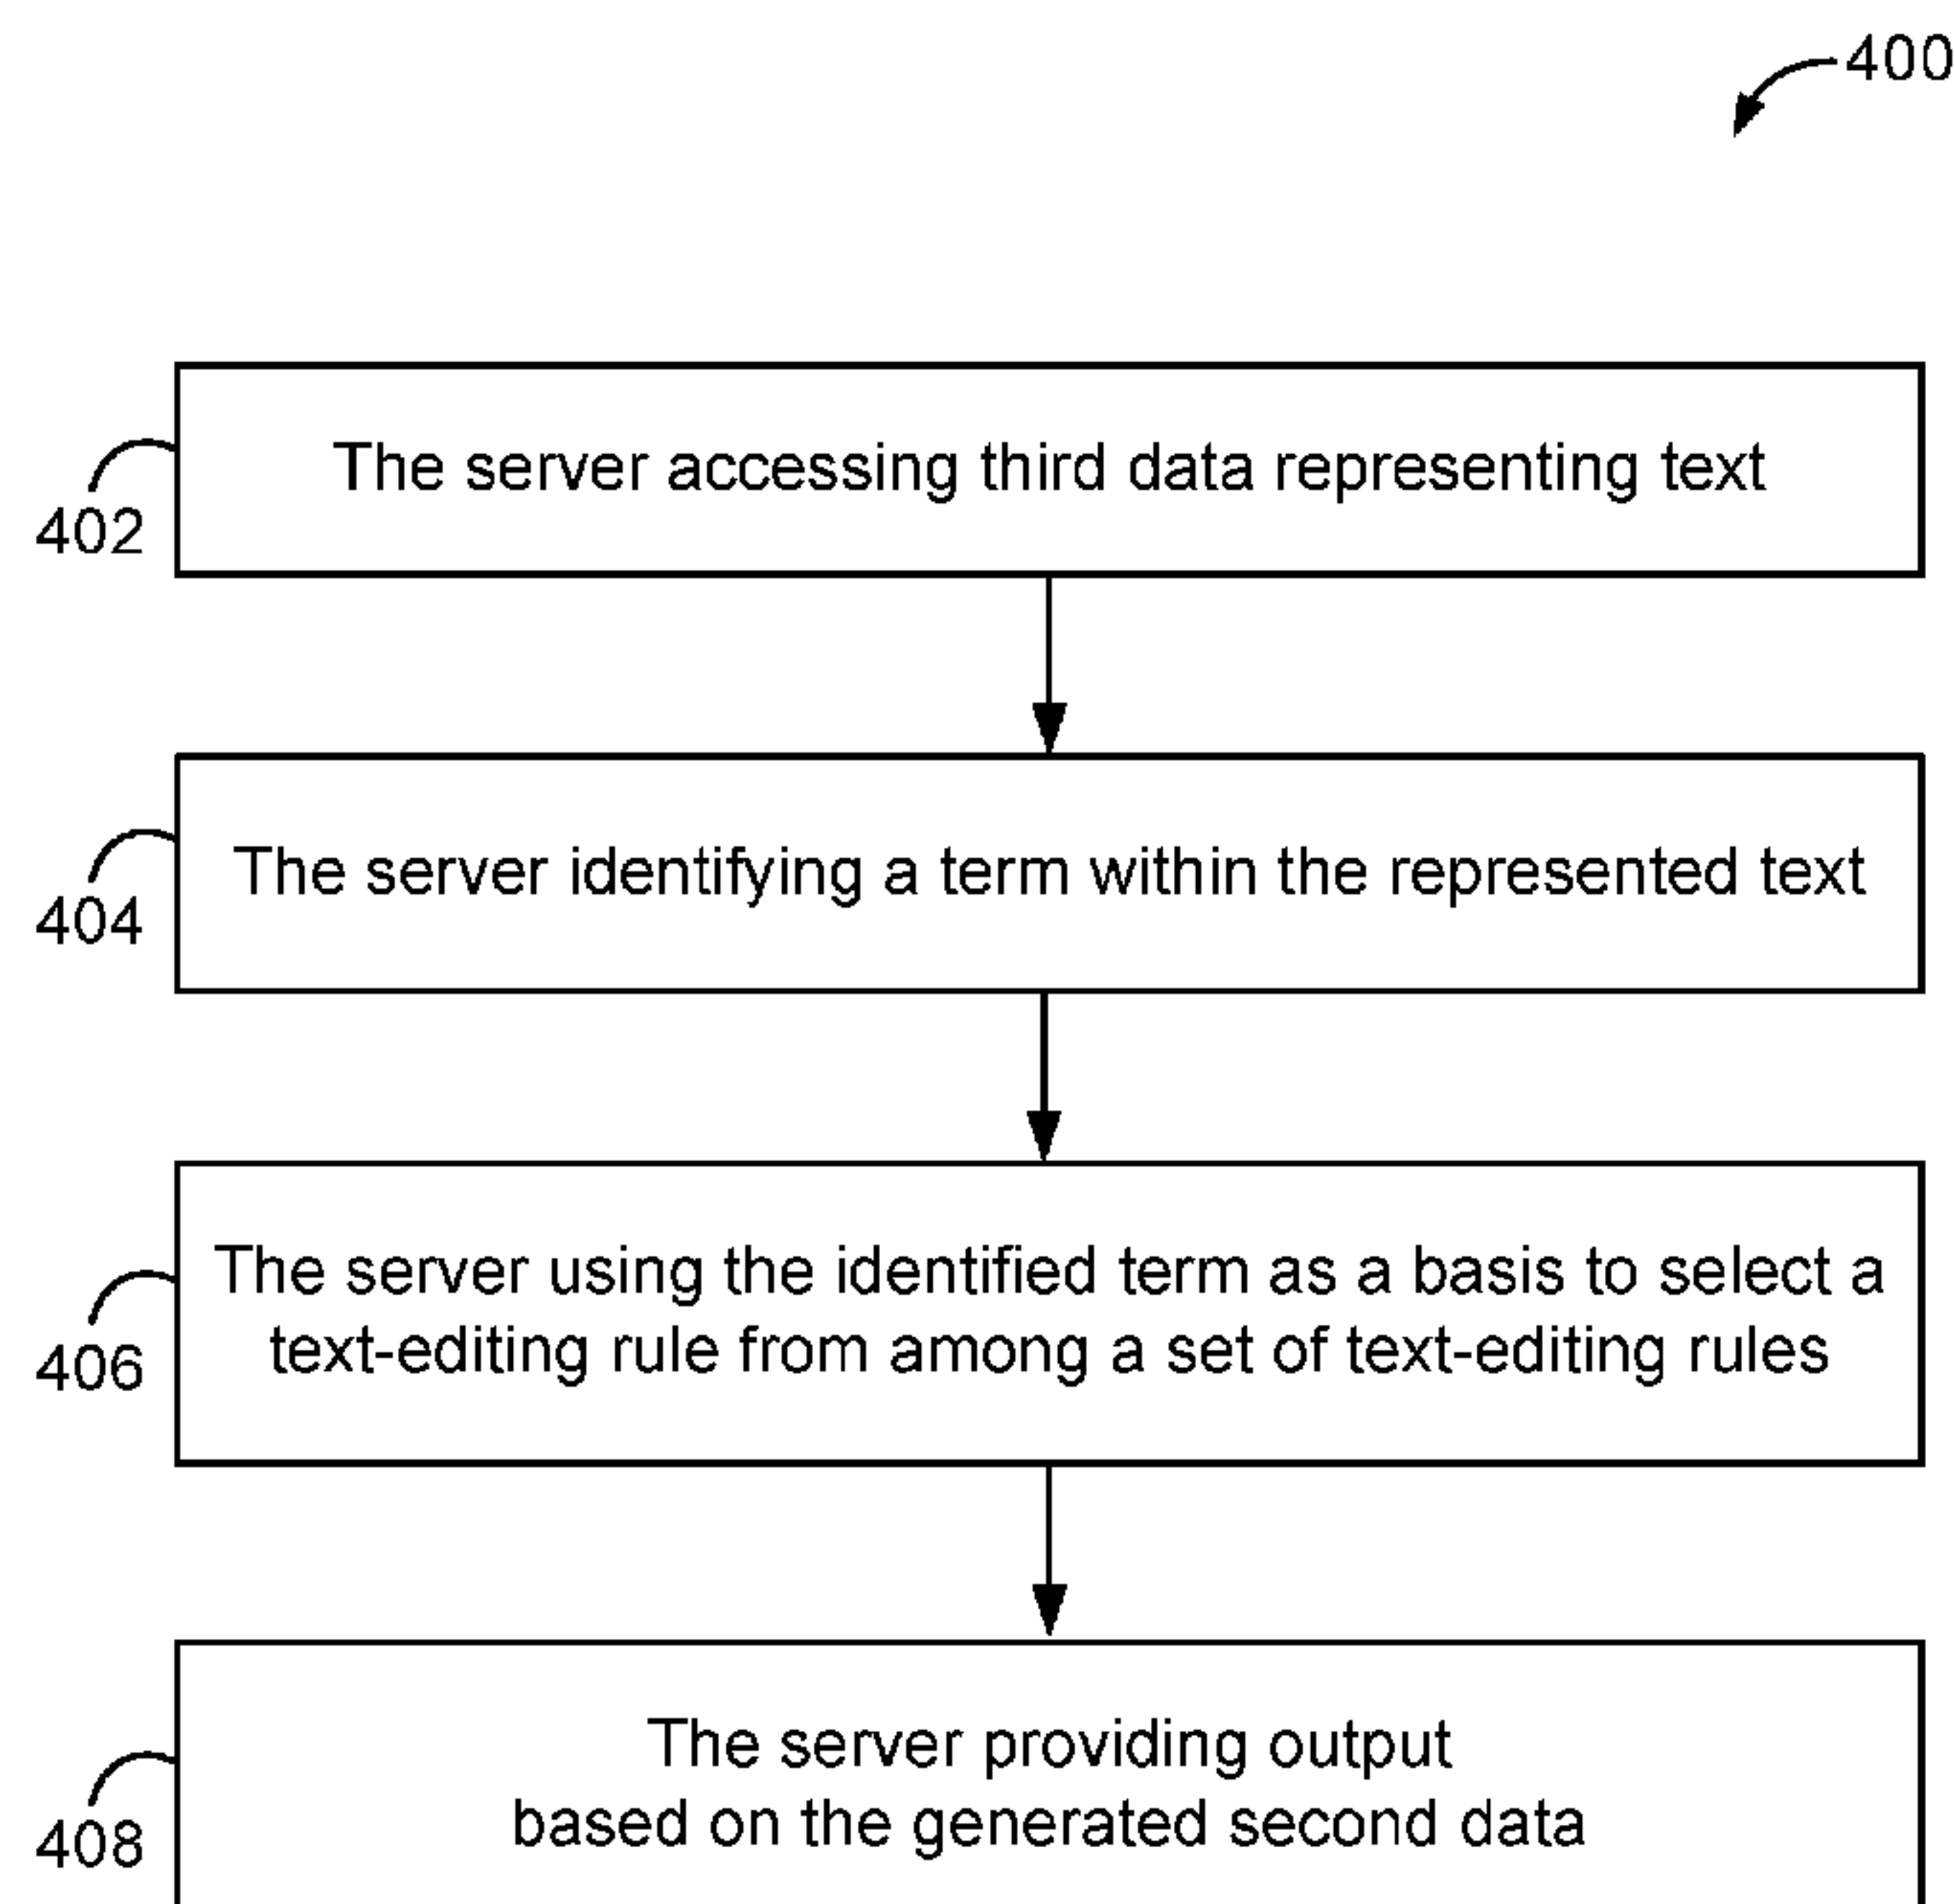 400
The server accessing third data representing text
402
The server identifying a term within the represented text
404
The server using the identified term as a basis to select a
text-editing rule from among a set of text-editing rules
406
The server providing output
based on the generated second data
408